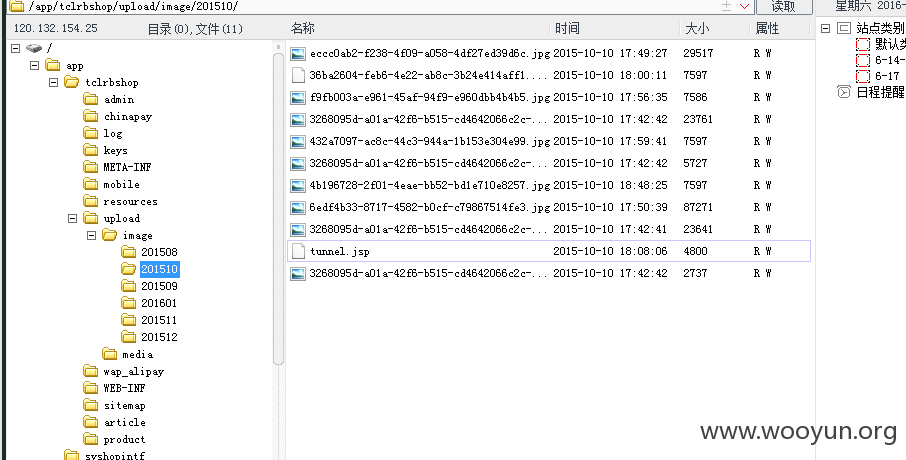 /app/tclrbshop/upload/image/201510/
读取
星期六 2016-
120.132.154.25 目录(0),文件(11)
名称 时间 大小 属性
/
app
tclrbshop
admin
chinapay
log
keys
META-INF
mobile
resources
upload
image
201508
201510
201509
201601
201511
201512
media
wap_alipay
WEB-INF
sitemap
article
product
syshopintf
eccc0ab2-f238-4f09-a058-4df27ed39d6c.jpg 2015-10-10 17:49:27 29517 R W
36ba2604-feb6-4e22-ab8c-3b24e414aff1.... 2015-10-10 18:00:11 7597 R W
f9fb003a-e961-45af-94f9-e960dbb4b4b5.jpg 2015-10-10 17:56:35 7586 R W
3268095d-a01a-42f6-b515-cd4642066c2c-... 2015-10-10 17:42:42 23761 R W
432a7097-ac8c-44c3-944a-1b153e304e99.jpg 2015-10-10 17:59:41 7597 R W
3268095d-a01a-42f6-b515-cd4642066c2c-... 2015-10-10 17:42:42 5727 R W
4b196728-2f01-4eae-bb52-bd1e710e8257.jpg 2015-10-10 18:48:25 7597 R W
6edf4b33-8717-4582-b0cf-c79867514fe3.jpg 2015-10-10 17:50:39 87271 R W
3268095d-a01a-42f6-b515-cd4642066c2c-... 2015-10-10 17:42:41 23641 R W
tunnel.jsp 2015-10-10 18:08:06 4800 R W
3268095d-a01a-42f6-b515-cd4642066c2c-... 2015-10-10 17:42:42 2737 R W
站点类别
默认类
6-14-
6-17
日程提醒
www.wooyun.org